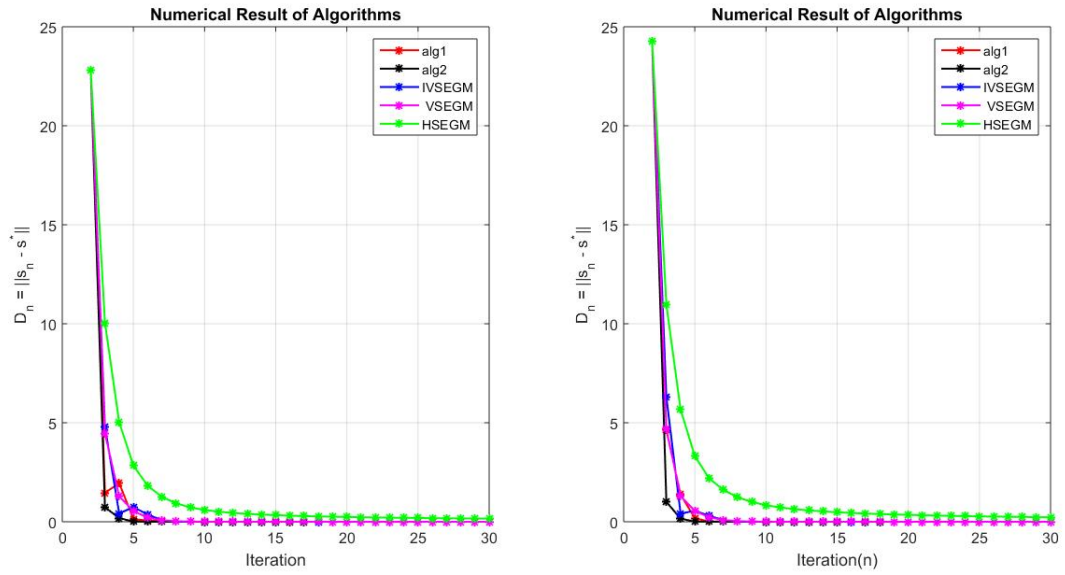 Numerical Result of Algorithms
25
20
15
10
5
0
0 5 10 15 20 25 30
D_n = ||s_n - s^*||
Iteration
alg1
alg2
IVSEGM
VSEGM
HSEGM
Numerical Result of Algorithms
25
20
15
10
5
0
0 5 10 15 20 25 30
D_n = ||s_n - s^*||
Iteration(n)
alg1
alg2
IVSEGM
VSEGM
HSEGM